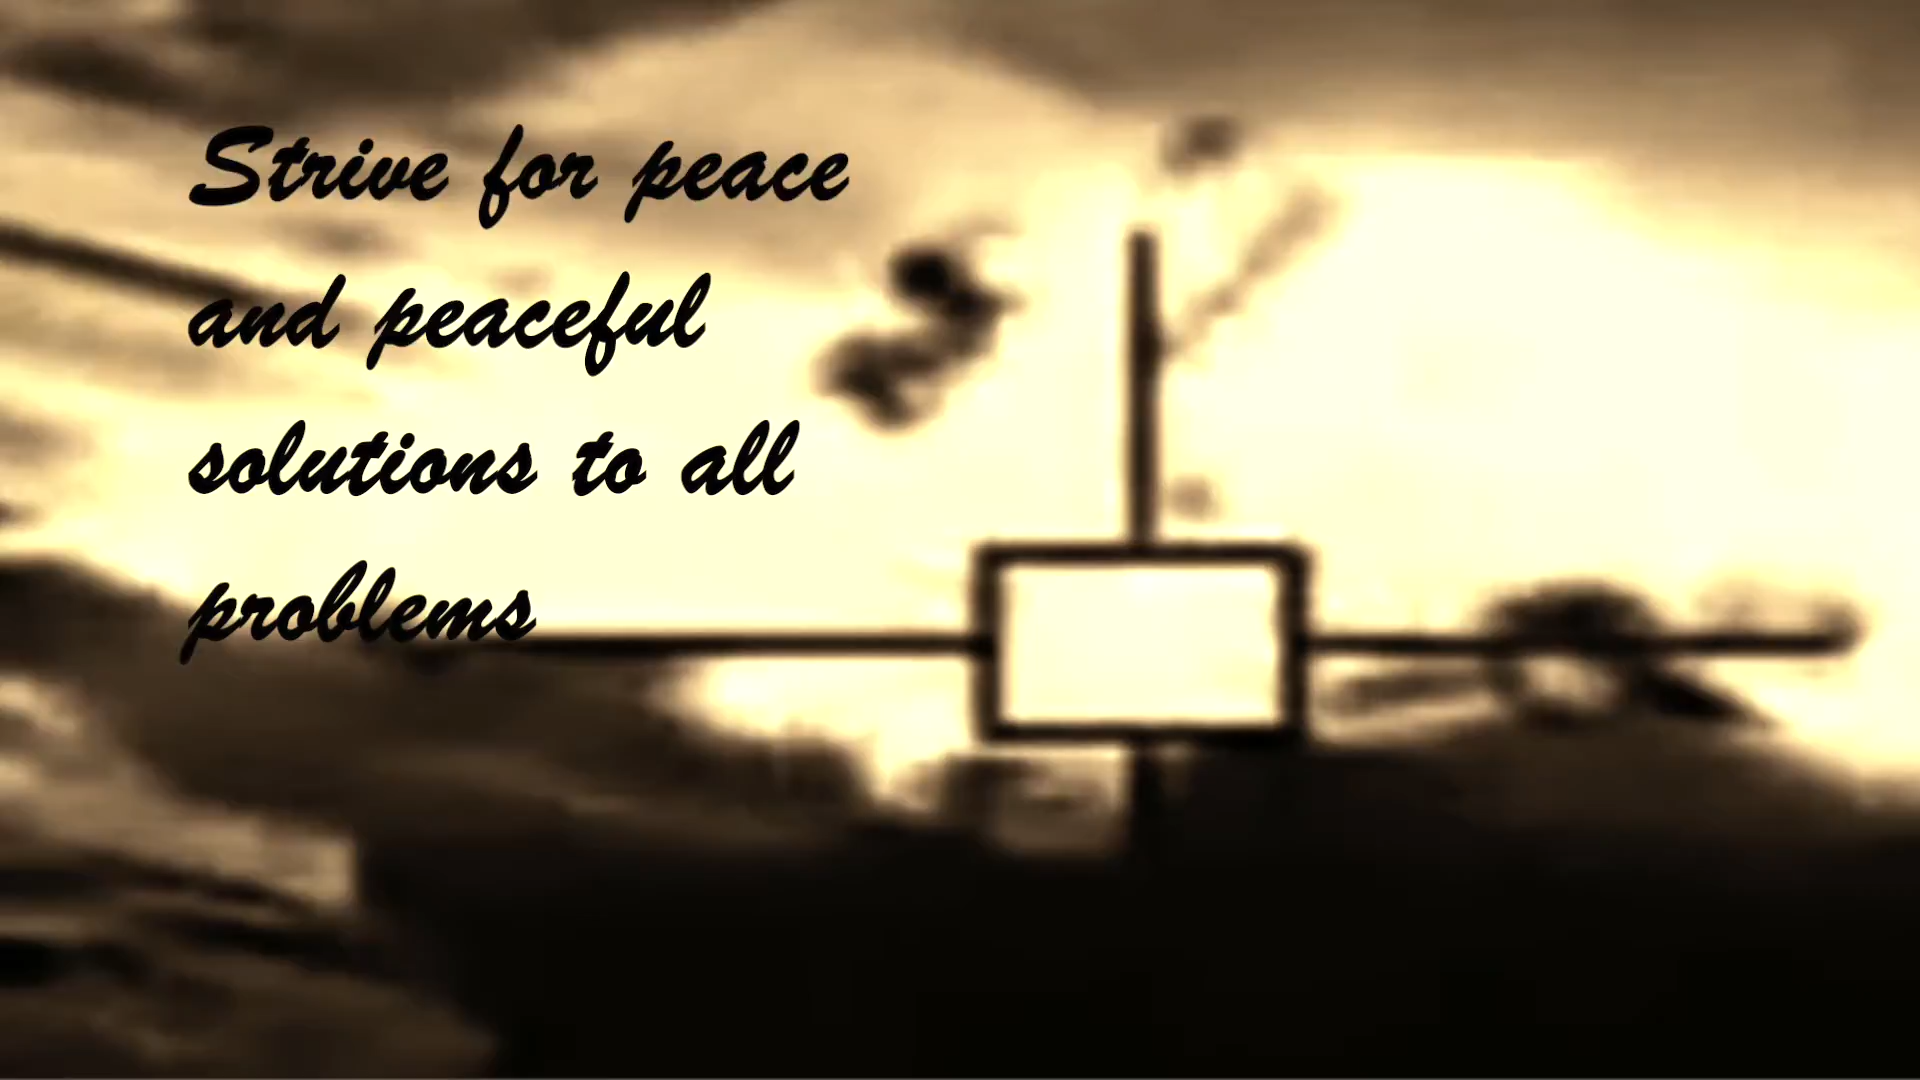 Strive for peace
and peaceful
solutions to all
problems